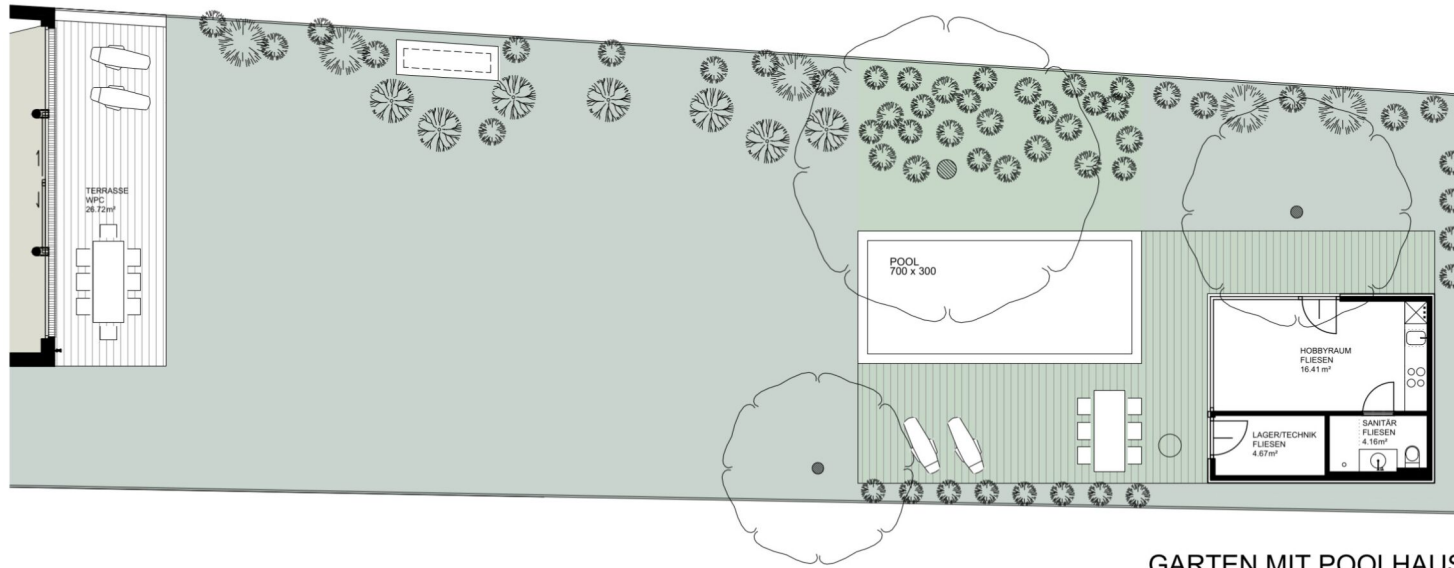 TERRASSE
WPC
26.72m²
POOL
700 x 300
HOBBYRAUM
FLIESEN
16.41 m²
LAGER/TECHNIK
FLIESEN
4.67m²
SANITÄR
FLIESEN
4.16m²
GARTEN MIT POOLHAUS